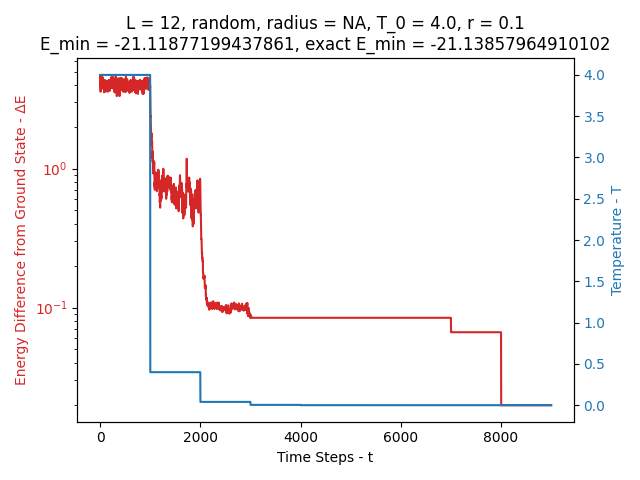 L = 12, random, radius = NA, T_0 = 4.0, r = 0.1
E_min = -21.11877199437861, exact E_min = -21.13857964910102
Energy Difference from Ground State - ΔE
10⁰
10⁻¹
4.0
3.5
3.0
2.5
2.0
1.5
1.0
0.5
0.0
Temperature - T
0 2000 4000 6000 8000
Time Steps - t